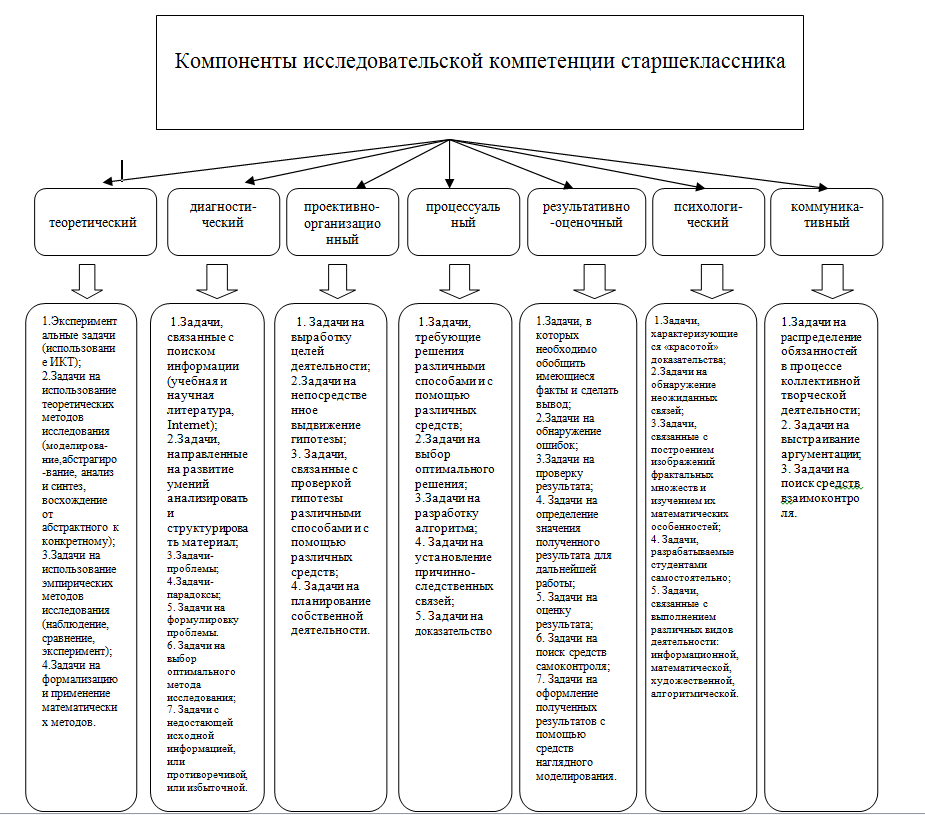 Компоненты исследовательской компетенции старшеклассника
теоретический
диагности-
ческий
проективно-
организацио
нный
процессуаль
ный
результативно
-оценочный
психологи-
ческий
коммуника-
тивный
1.Эксперимент
альные задачи
(использовани
е ИКТ);
2.Задачи на
использование
теоретических
методов
исследования
(моделирова-
ние,абстрагиро
-вание, анализ
и синтез,
восхождение
от
абстрактного к
конкретному);
3.Задачи на
использование
эмпирических
методов
исследования
(наблюдение,
сравнение,
эксперимент);
4.Задачи на
формализацию
и применение
математически
х методов.
1.Задачи,
связанные с
поиском
информации
(учебная и
научная
литература,
Internet);
2.Задачи,
направленные
на развитие
умений
анализировать
и
структурирова
ть материал;
3.Задачи-
проблемы;
4.Задачи-
парадоксы;
5. Задачи на
формулировку
проблемы.
6. Задачи на
выбор
оптимального
метода
исследования;
7. Задачи с
недостающей
исходной
информацией,
или
противоречивой,
или избыточной.
1. Задачи на
выработку
целей
деятельности;
2.Задачи на
непосредстве
нное
выдвижение
гипотезы;
3. Задачи,
связанные с
проверкой
гипотезы
различными
способами и с
помощью
различных
средств;
4. Задачи на
планирование
собственной
деятельности.
1.Задачи,
требующие
решения
различными
способами и с
помощью
различных
средств;
2.Задачи на
выбор
оптимального
решения;
3.Задачи на
разработку
алгоритма;
4. Задачи на
установление
причинно-
следственных
связей;
5. Задачи на
доказательство
1.Задачи, в
которых
необходимо
обобщить
имеющиеся
факты и сделать
вывод;
2.Задачи на
обнаружение
ошибок;
3.Задачи на
проверку
результата;
4. Задачи на
определение
значения
полученного
результата для
дальнейшей
работы;
5. Задачи на
оценку
результата;
6. Задачи на
поиск средств
самоконтроля;
7. Задачи на
оформление
полученных
результатов с
помощью
средств
наглядного
моделирования.
1.Задачи,
характеризующие
ся «красотой»
доказательства;
2.Задачи на
обнаружение
неожиданных
связей;
3.Задачи,
связанные с
построением
изображений
фрактальных
множеств и
изучением их
математических
особенностей;
4. Задачи,
разрабатываемые
студентами
самостоятельно;
5. Задачи,
связанные с
выполнением
различных видов
деятельности:
информационной,
математической,
художественной,
алгоритмической.
1.Задачи на
распределение
обязанностей
в процессе
коллективной
творческой
деятельности;
2. Задачи на
выстраивание
аргументации;
3. Задачи на
поиск средств
взаимоконтро
ля.